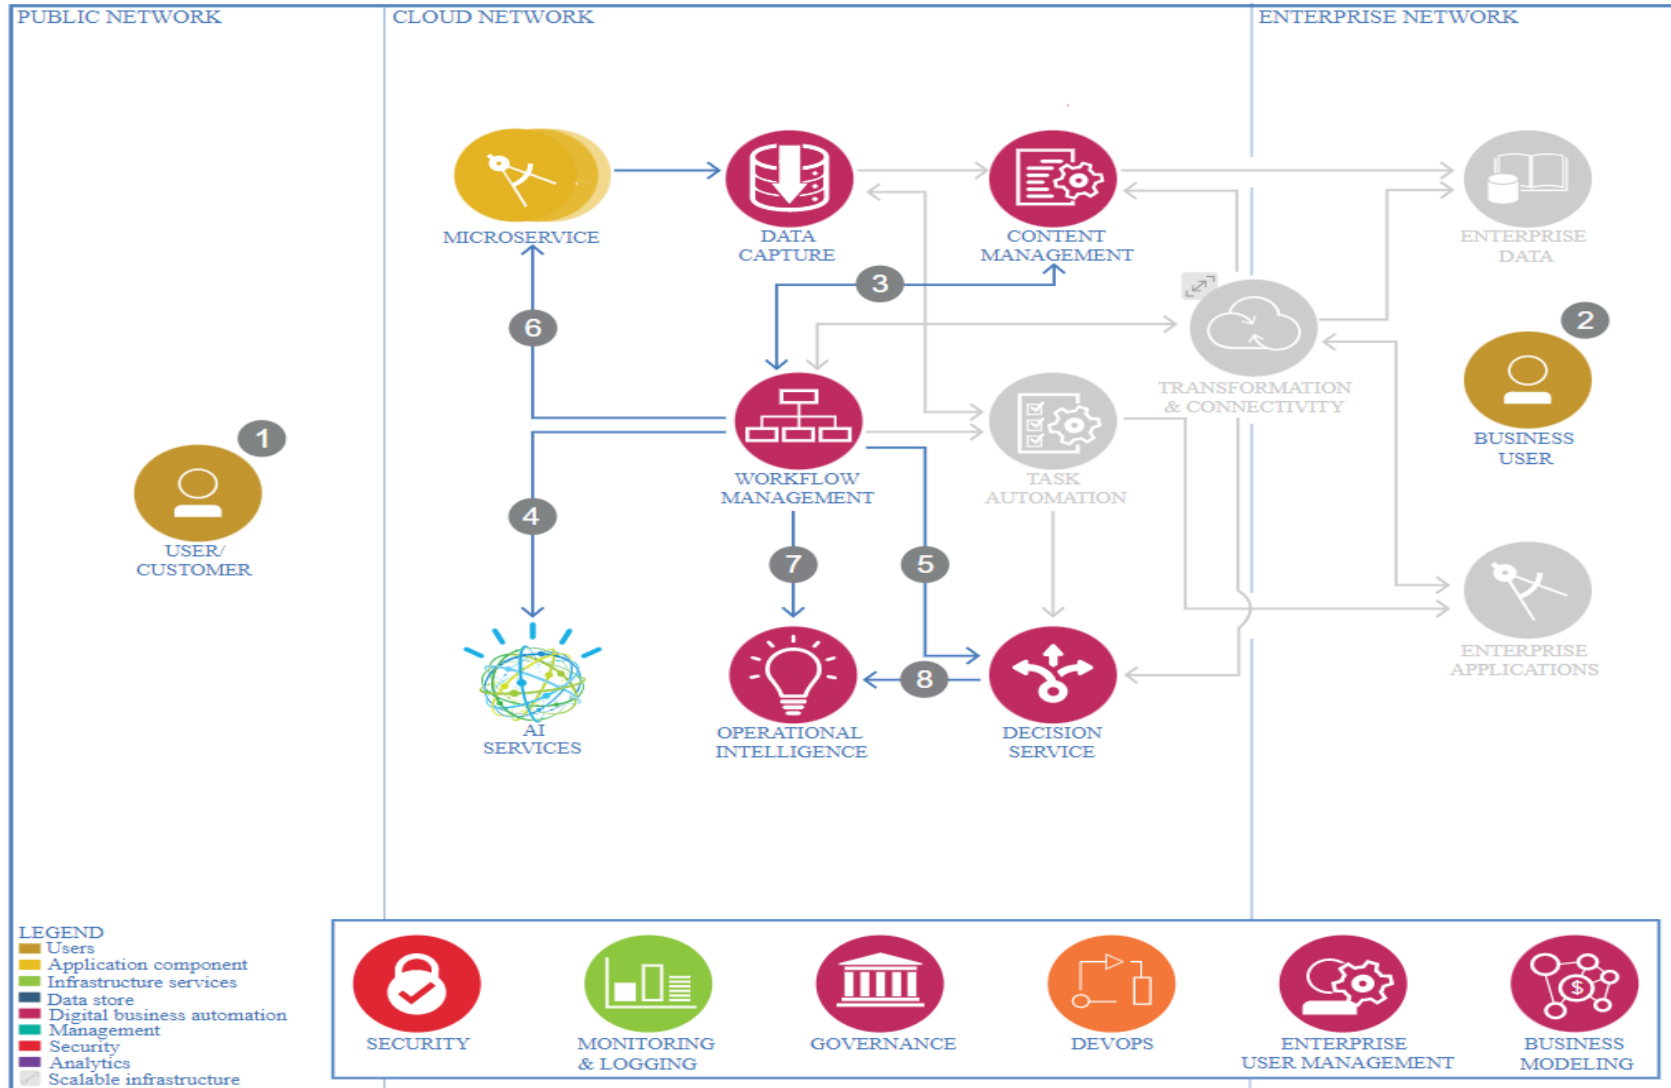 PUBLIC NETWORK
CLOUD NETWORK
ENTERPRISE NETWORK
MICROSERVICE
DATA
CAPTURE
CONTENT
MANAGEMENT
ENTERPRISE
DATA
3
6
2
TRANSFORMATION
& CONNECTIVITY
BUSINESS
USER
1
WORKFLOW
MANAGEMENT
TASK
AUTOMATION
4
USER/
CUSTOMER
7
5
ENTERPRISE
APPLICATIONS
8
AI
SERVICES
OPERATIONAL
INTELLIGENCE
DECISION
SERVICE
LEGEND
Users
Application component
Infrastructure services
Data store
Digital business automation
Management
Security
Analytics
Scalable infrastructure
SECURITY
MONITORING
& LOGGING
GOVERNANCE
DEVOPS
ENTERPRISE
USER MANAGEMENT
$
BUSINESS
MODELING